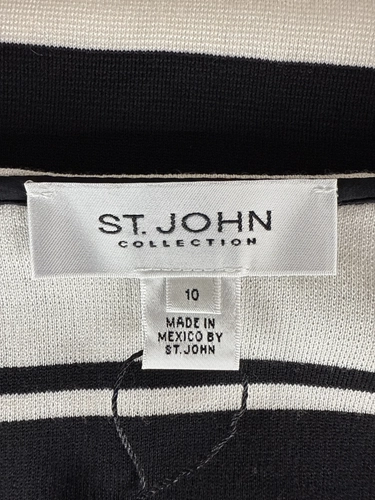 ST. JOHN
COLLECTION
10
MADE IN
MEXICO BY
ST. JOHN